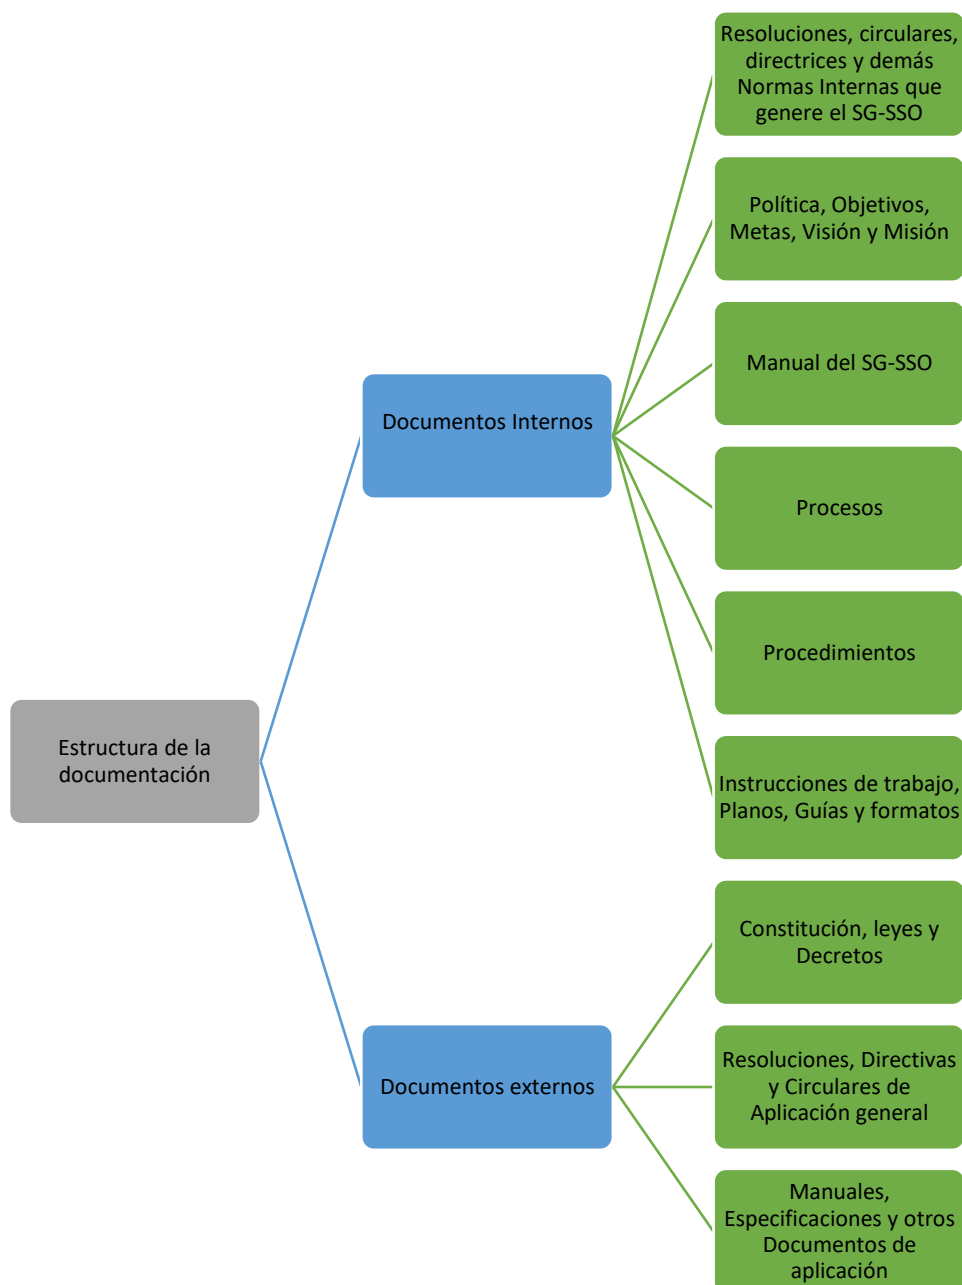 Resoluciones, circulares,
directrices y demás
Normas Internas que
genere el SG-SSO
Política, Objetivos,
Metas, Visión y Misión
Manual del SG-SSO
Documentos Internos
Procesos
Procedimientos
Estructura de la
documentación
Instrucciones de trabajo,
Planos, Guías y formatos
Constitución, leyes y
Decretos
Documentos externos
Resoluciones, Directivas
y Circulares de
Aplicación general
Manuales,
Especificaciones y otros
Documentos de
aplicación